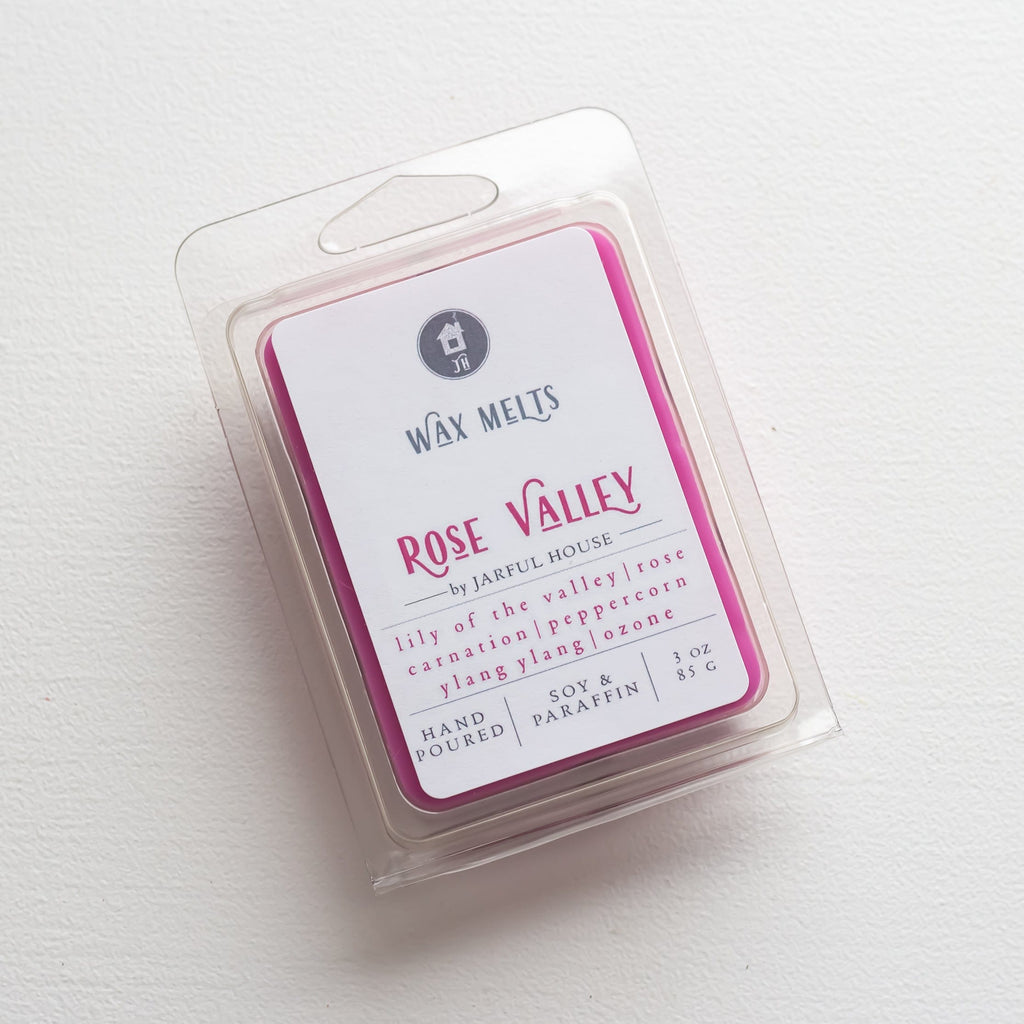 JH
WAX MELTS
ROSE VALLEY
by JARFUL HOUSE
lily of the valley|rose
carnation|peppercorn
ylang ylang|ozone
HAND
POURED
SOY &
PARAFFIN
3 OZ
85 G